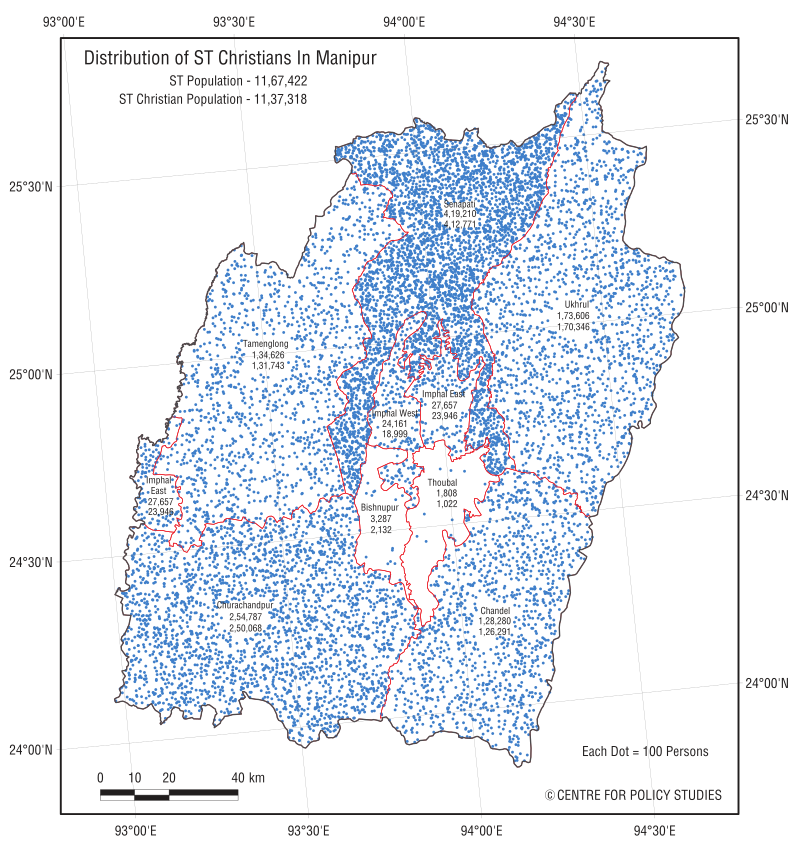 93°00'E 93°30'E 94°00'E 94°30'E
Distribution of ST Christians In Manipur
ST Population - 11,67,422
ST Christian Population - 11,37,318
25°30'N
25°30'N
Senapati
4,19,210
4,12,771
25°00'N
Ukhrul
1,73,606
1,70,346
Tamenglong
1,34,626
1,31,743
25°00'N
Imphal East
27,657
23,946
Imphal West
24,161
18,999
Imphal
East
27,657
23,946
Thoubal
1,808
1,022
24°30'N
Bishnupur
3,287
2,132
24°30'N
Churachandpur
2,54,787
2,50,068
Chandel
1,28,280
1,26,291
24°00'N
24°00'N
Each Dot = 100 Persons
0 10 20 40 km
© CENTRE FOR POLICY STUDIES
93°00'E 93°30'E 94°00'E 94°30'E